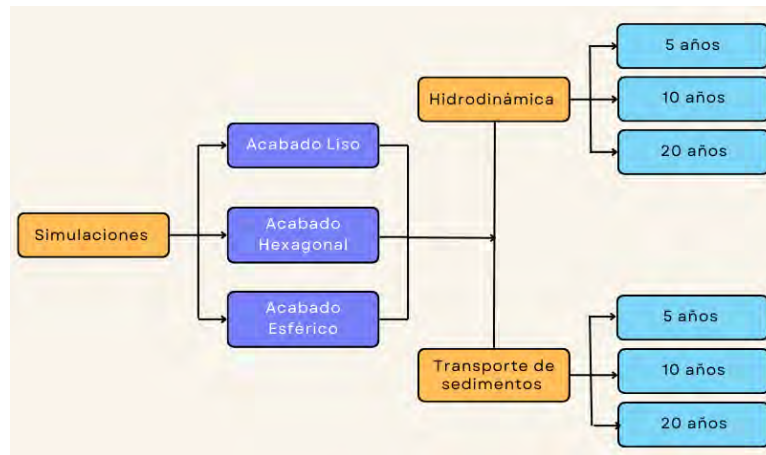 Simulaciones
Acabado Liso
Acabado
Hexagonal
Acabado
Esférico
Hidrodinámica
5 años
10 años
20 años
Transporte de
sedimentos
5 años
10 años
20 años